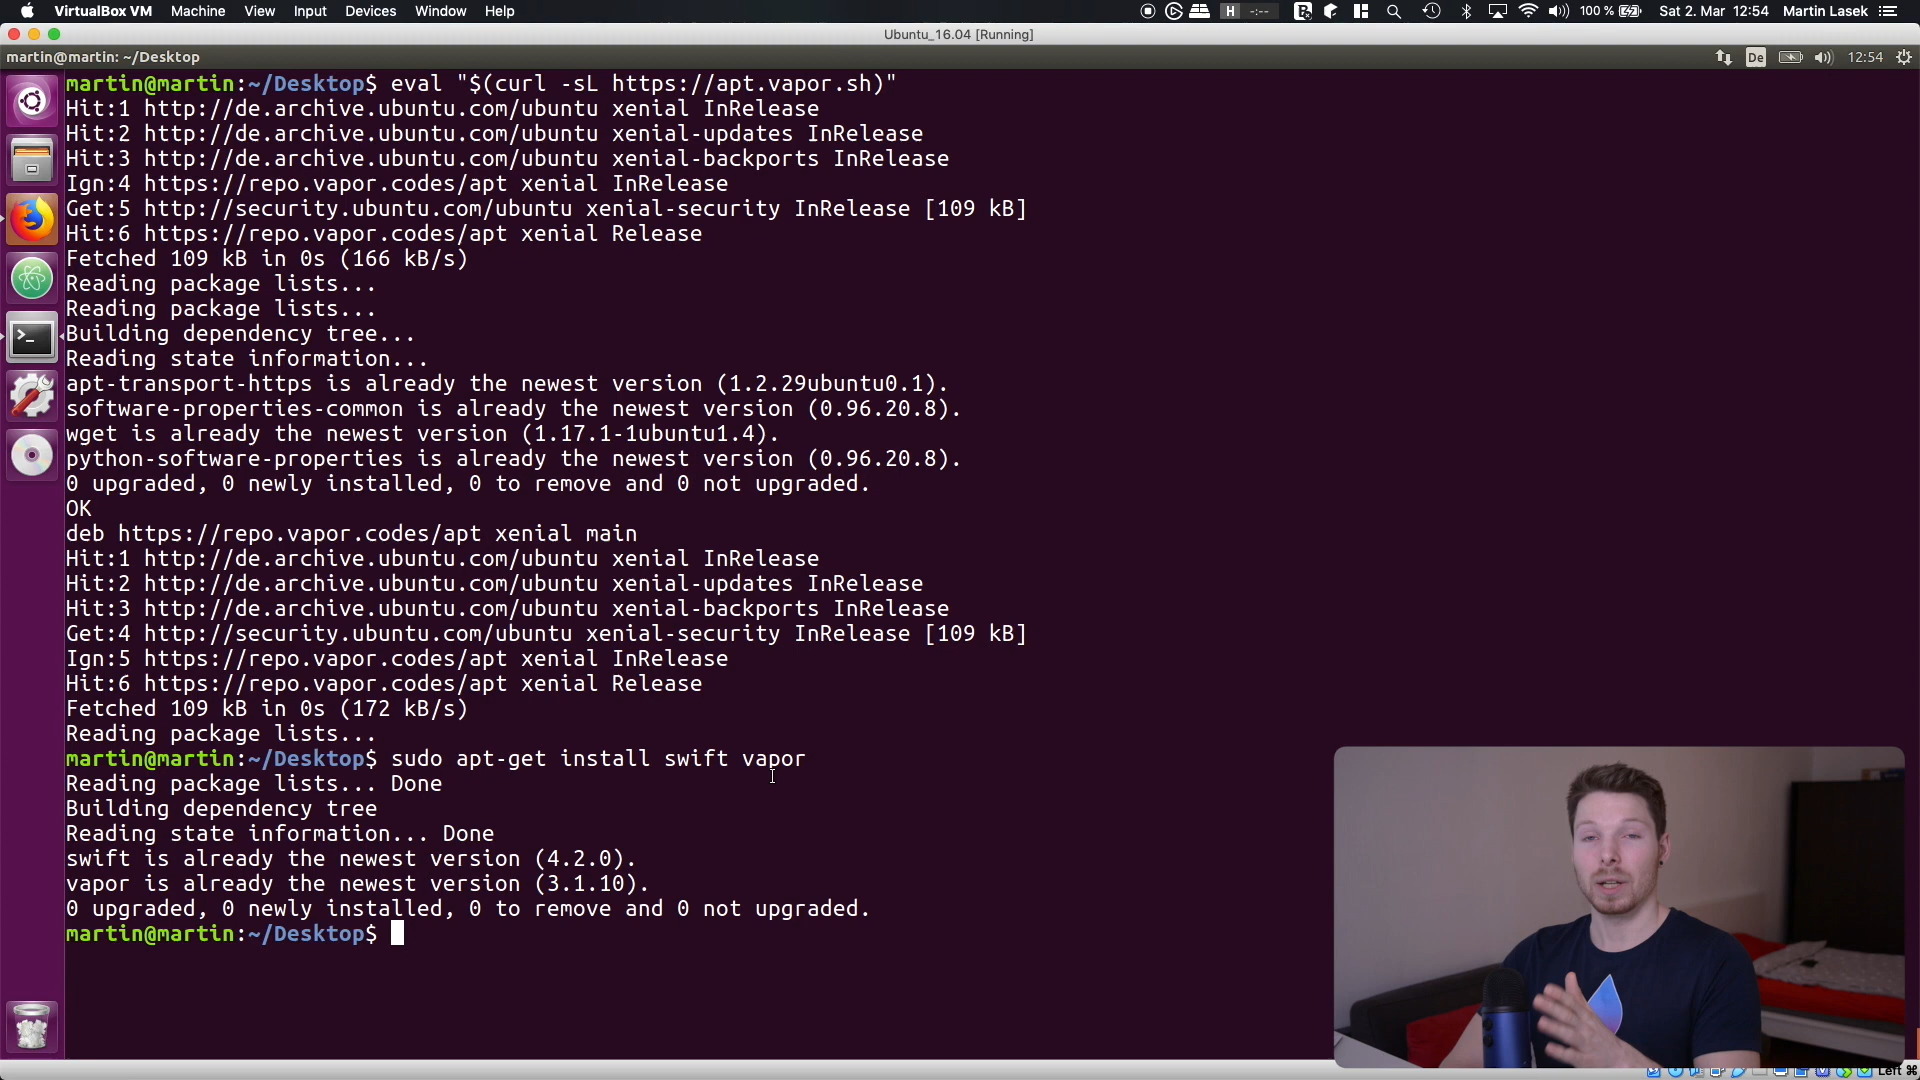 VirtualBox VM Machine View Input Devices Window Help
H -:-- 100 % Sat 2. Mar 12:54 Martin Lasek
Ubuntu_16.04 [Running]
martin@martin: ~/Desktop
De 12:54
martin@martin:~/Desktop$ eval "$(curl -sL https://apt.vapor.sh)"
Hit:1 http://de.archive.ubuntu.com/ubuntu xenial InRelease
Hit:2 http://de.archive.ubuntu.com/ubuntu xenial-updates InRelease
Hit:3 http://de.archive.ubuntu.com/ubuntu xenial-backports InRelease
Ign:4 https://repo.vapor.codes/apt xenial InRelease
Get:5 http://security.ubuntu.com/ubuntu xenial-security InRelease [109 kB]
Hit:6 https://repo.vapor.codes/apt xenial Release
Fetched 109 kB in 0s (166 kB/s)
Reading package lists...
Reading package lists...
Building dependency tree...
Reading state information...
apt-transport-https is already the newest version (1.2.29ubuntu0.1).
software-properties-common is already the newest version (0.96.20.8).
wget is already the newest version (1.17.1-1ubuntu1.4).
python-software-properties is already the newest version (0.96.20.8).
0 upgraded, 0 newly installed, 0 to remove and 0 not upgraded.
OK
deb https://repo.vapor.codes/apt xenial main
Hit:1 http://de.archive.ubuntu.com/ubuntu xenial InRelease
Hit:2 http://de.archive.ubuntu.com/ubuntu xenial-updates InRelease
Hit:3 http://de.archive.ubuntu.com/ubuntu xenial-backports InRelease
Get:4 http://security.ubuntu.com/ubuntu xenial-security InRelease [109 kB]
Ign:5 https://repo.vapor.codes/apt xenial InRelease
Hit:6 https://repo.vapor.codes/apt xenial Release
Fetched 109 kB in 0s (172 kB/s)
Reading package lists...
martin@martin:~/Desktop$ sudo apt-get install swift vapor
Reading package lists... Done
Building dependency tree
Reading state information... Done
swift is already the newest version (4.2.0).
vapor is already the newest version (3.1.10).
0 upgraded, 0 newly installed, 0 to remove and 0 not upgraded.
martin@martin:~/Desktop$
Left ⌘